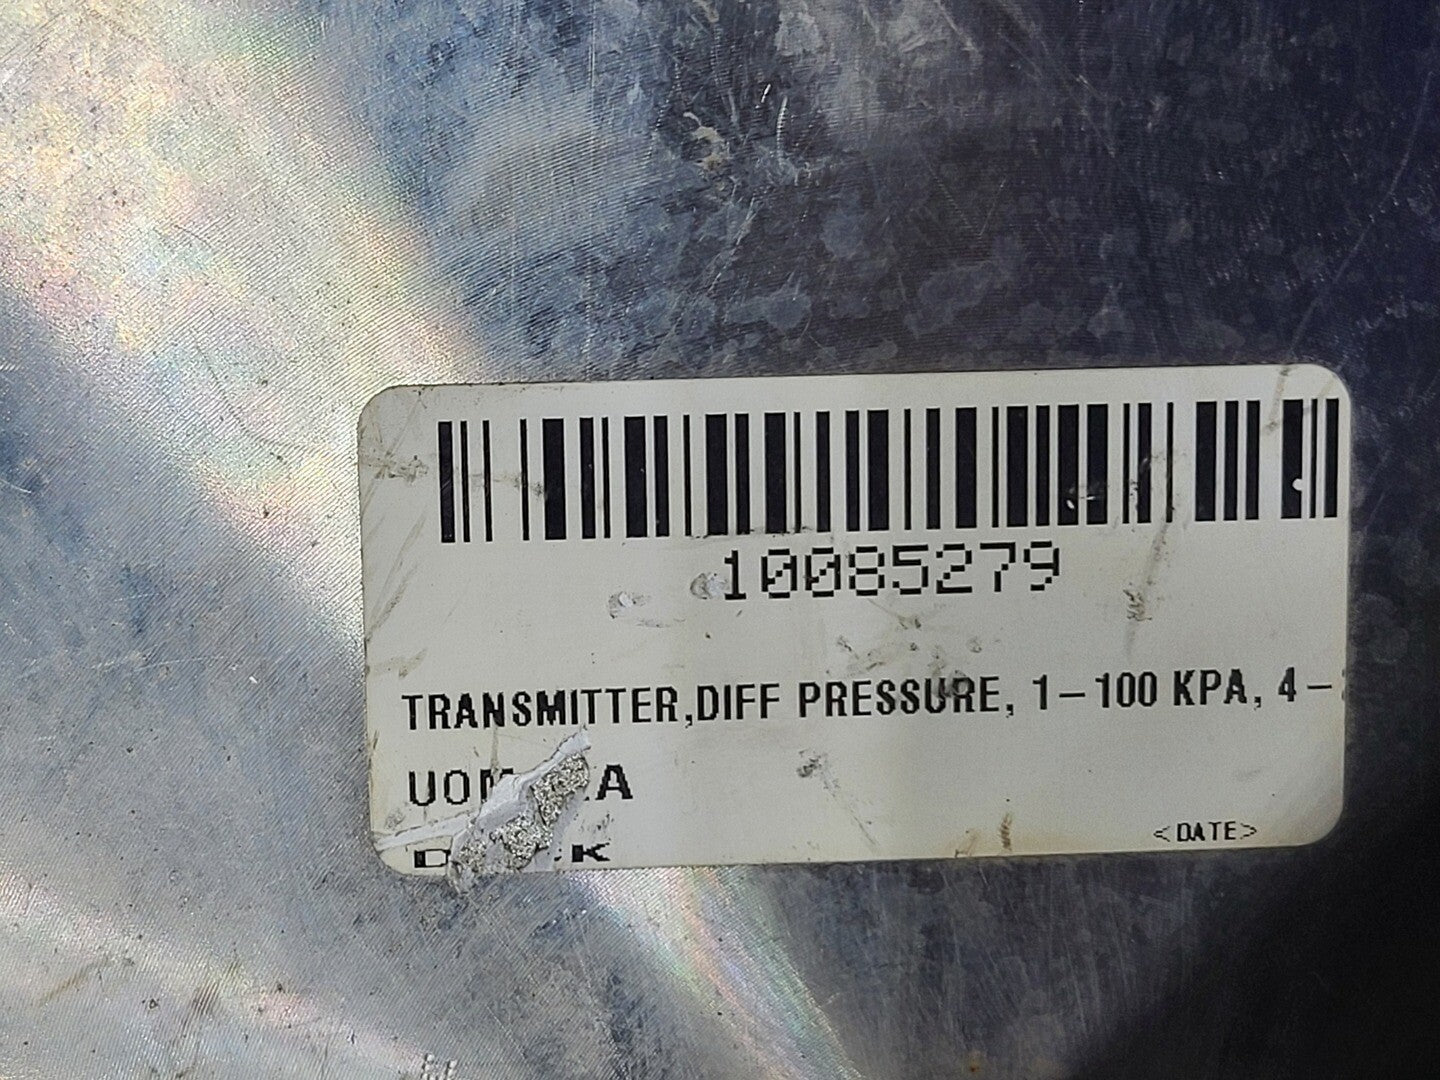 10085279
TRANSMITTER,DIFF PRESSURE, 1-100 KPA, 4-
<DATE>